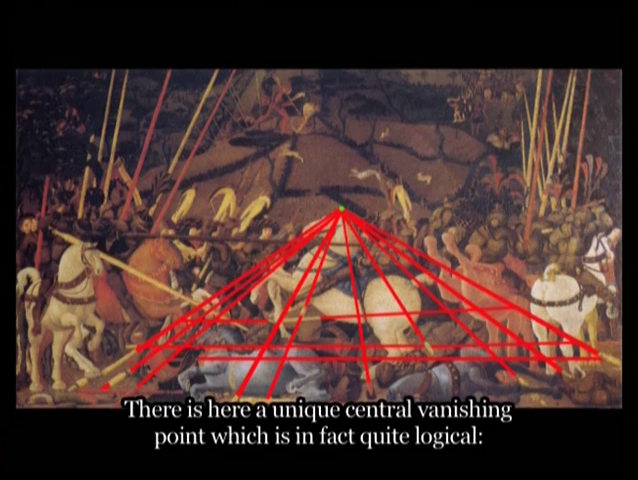 There is here a unique central vanishing
point which is in fact quite logical: